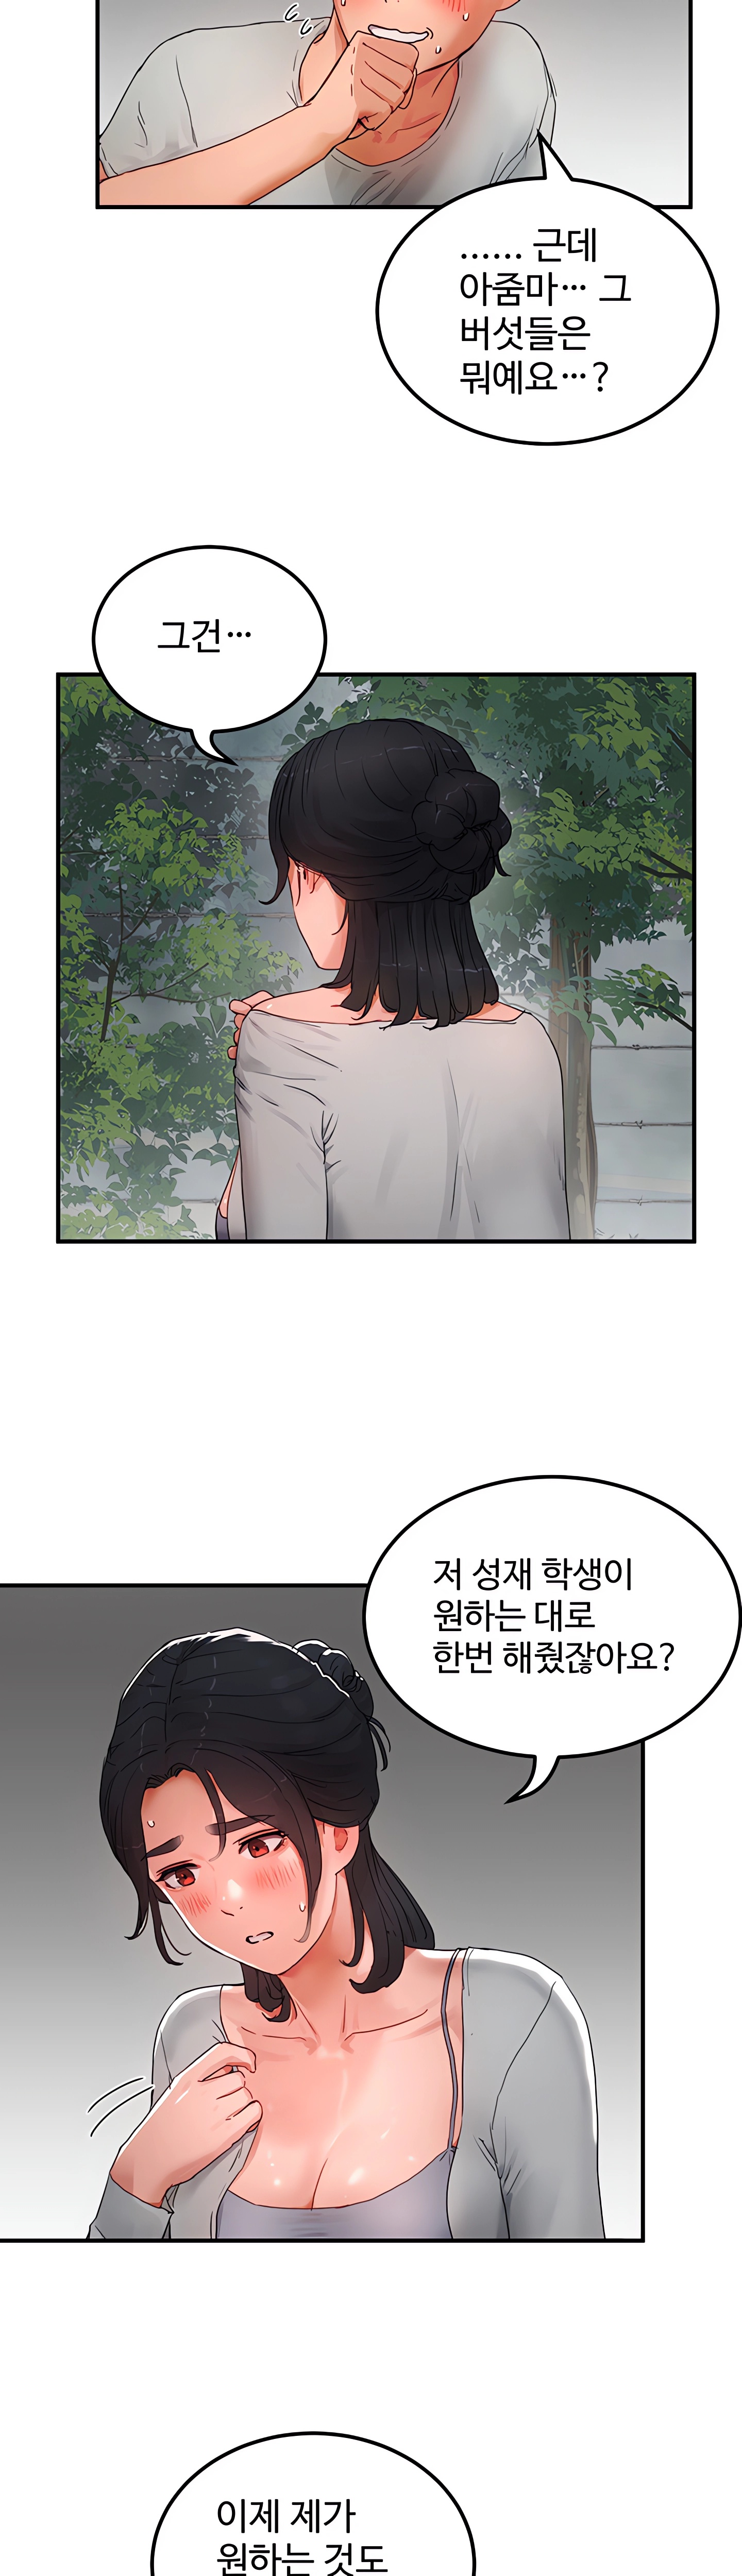 …… 근데
아줌마… 그
버섯들은
뭐예요…?
그건…
저 성재 학생이
원하는 대로
한번 해줬잖아요?
이제 제가
원하는 것도